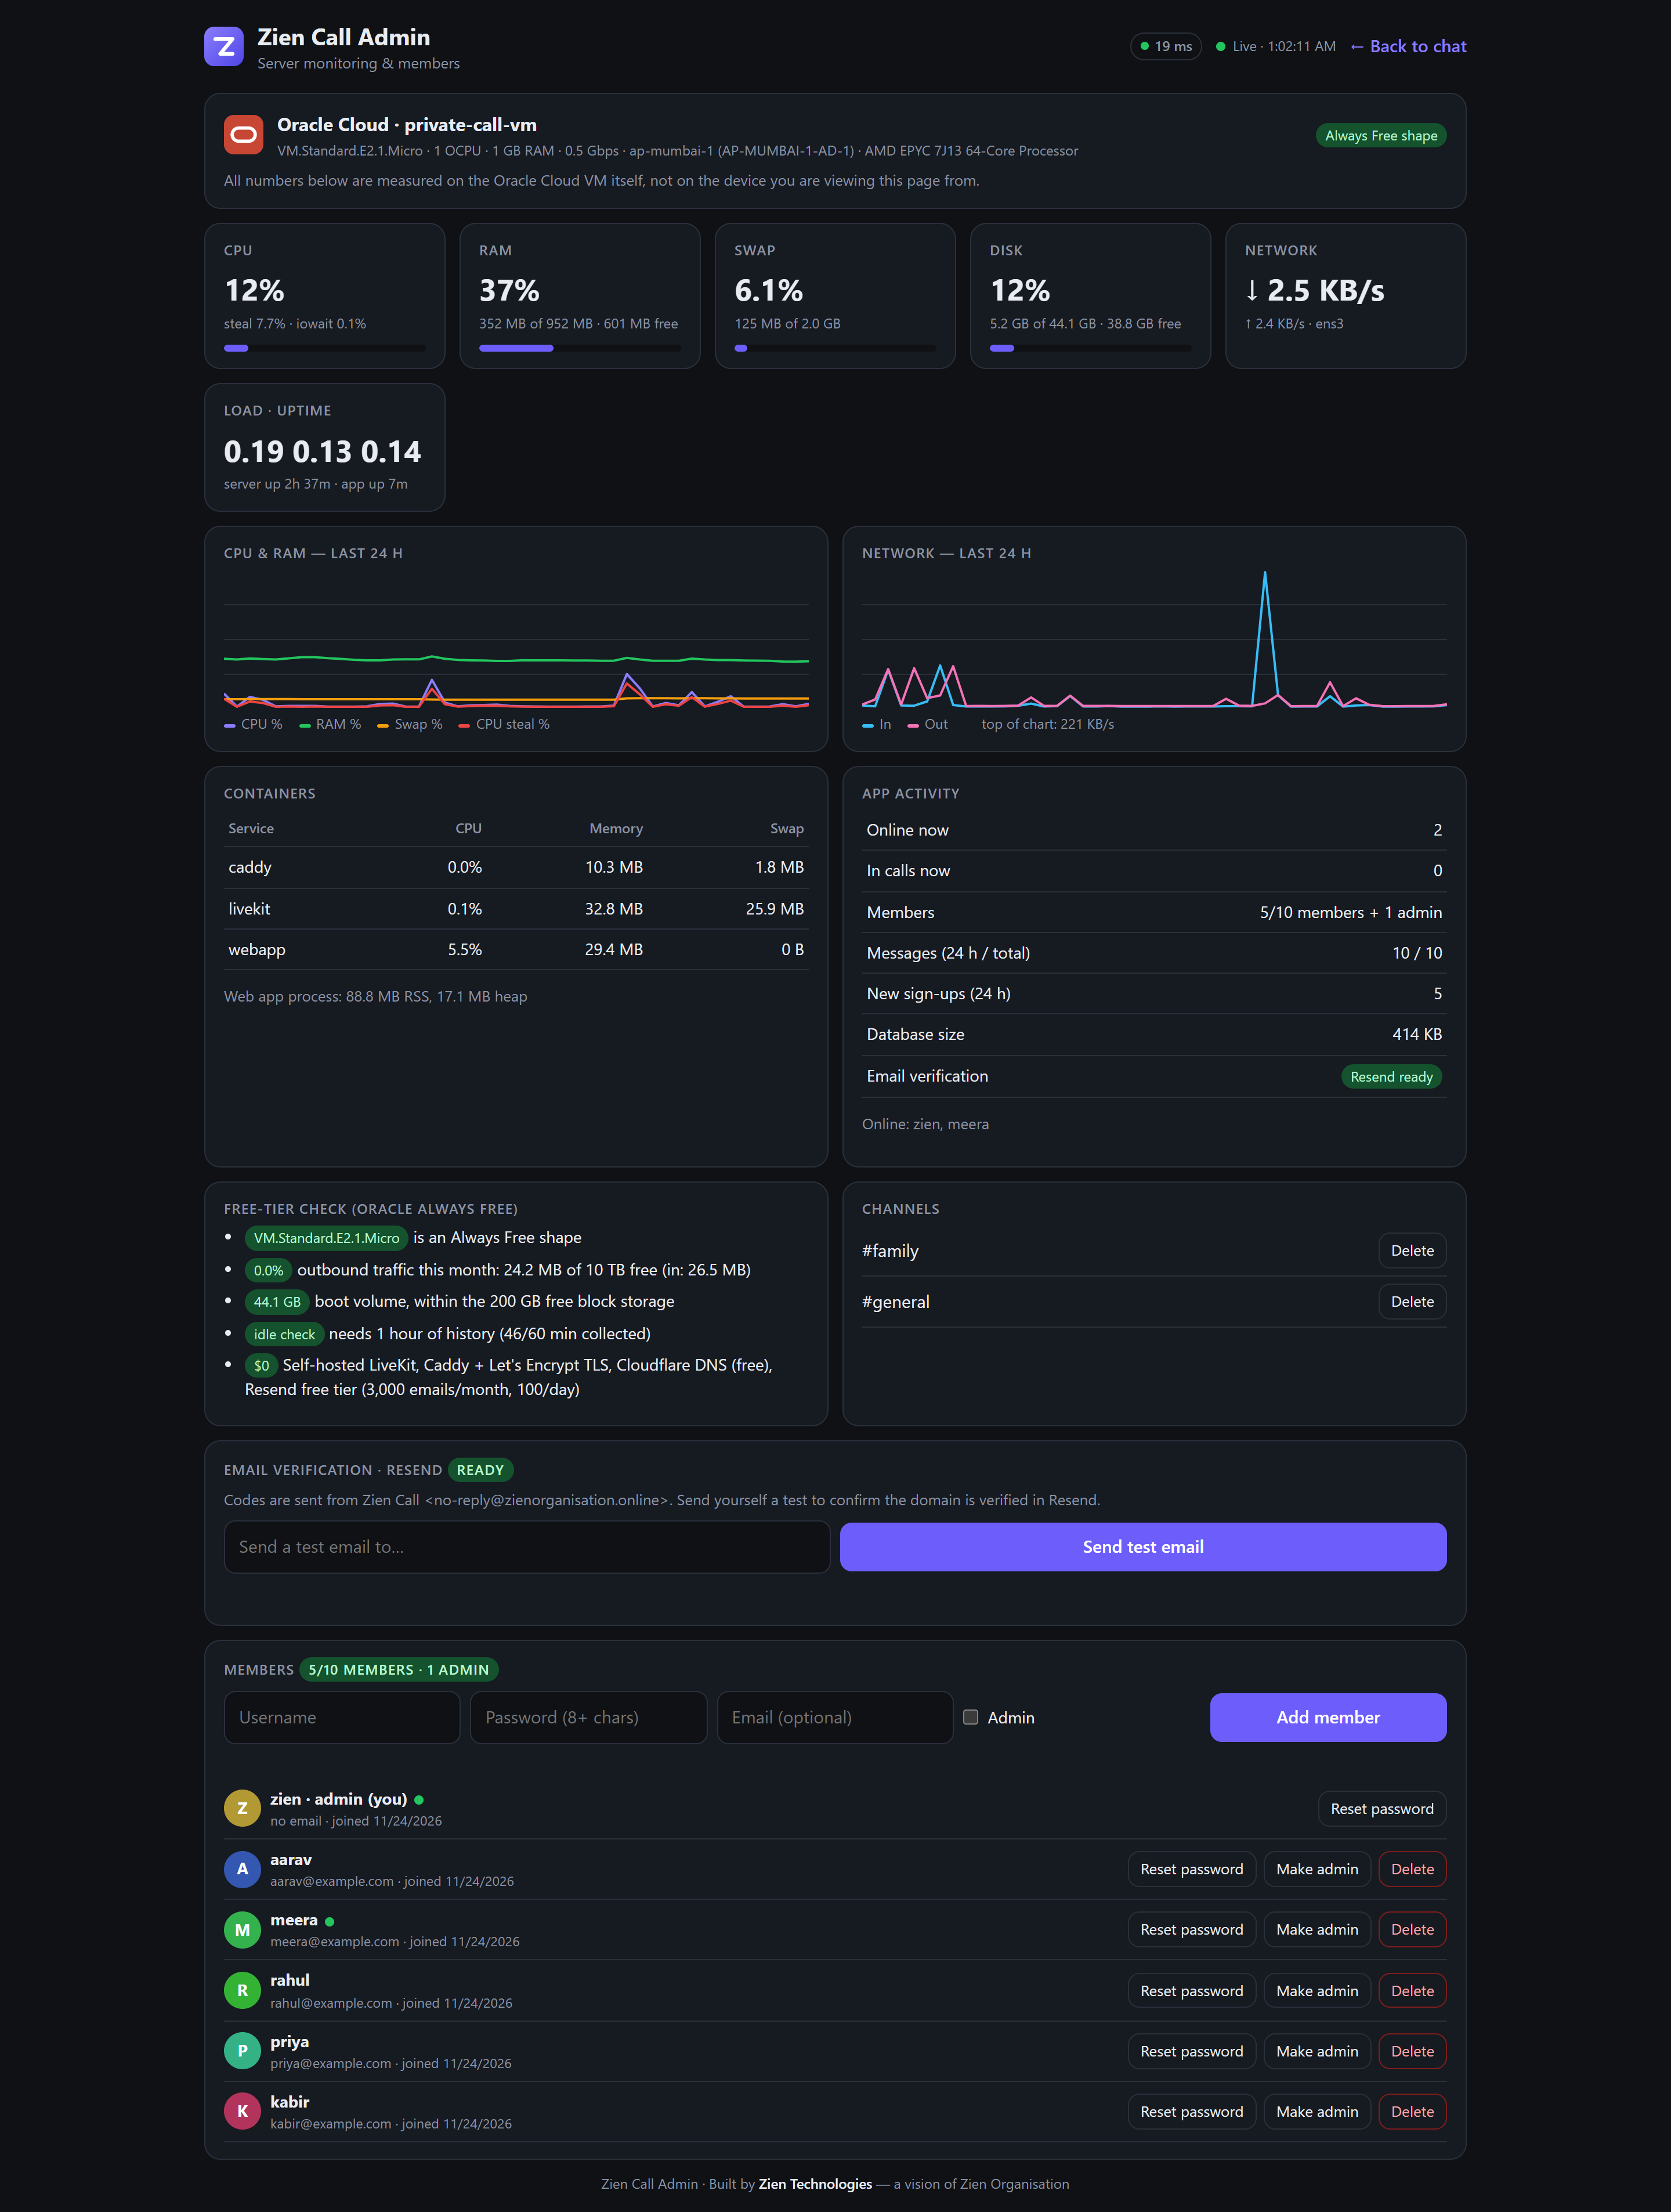 Z
Zien Call Admin
Server monitoring & members
19 ms
Live · 1:02:11 AM
← Back to chat
Oracle Cloud · private-call-vm
VM.Standard.E2.1.Micro · 1 OCPU · 1 GB RAM · 0.5 Gbps · ap-mumbai-1 (AP-MUMBAI-1-AD-1) · AMD EPYC 7J13 64-Core Processor
Always Free shape
All numbers below are measured on the Oracle Cloud VM itself, not on the device you are viewing this page from.
CPU
12%
steal 7.7% · iowait 0.1%
RAM
37%
352 MB of 952 MB · 601 MB free
SWAP
6.1%
125 MB of 2.0 GB
DISK
12%
5.2 GB of 44.1 GB · 38.8 GB free
NETWORK
↓ 2.5 KB/s
↑ 2.4 KB/s · ens3
LOAD · UPTIME
0.19 0.13 0.14
server up 2h 37m · app up 7m
CPU & RAM — LAST 24 H
CPU % RAM % Swap % CPU steal %
NETWORK — LAST 24 H
In Out top of chart: 221 KB/s
CONTAINERS
Service CPU Memory Swap
caddy 0.0% 10.3 MB 1.8 MB
livekit 0.1% 32.8 MB 25.9 MB
webapp 5.5% 29.4 MB 0 B
Web app process: 88.8 MB RSS, 17.1 MB heap
APP ACTIVITY
Online now 2
In calls now 0
Members 5/10 members + 1 admin
Messages (24 h / total) 10 / 10
New sign-ups (24 h) 5
Database size 414 KB
Email verification Resend ready
Online: zien, meera
FREE-TIER CHECK (ORACLE ALWAYS FREE)
• VM.Standard.E2.1.Micro is an Always Free shape
• 0.0% outbound traffic this month: 24.2 MB of 10 TB free (in: 26.5 MB)
• 44.1 GB boot volume, within the 200 GB free block storage
• idle check needs 1 hour of history (46/60 min collected)
• $0 Self-hosted LiveKit, Caddy + Let's Encrypt TLS, Cloudflare DNS (free),
Resend free tier (3,000 emails/month, 100/day)
CHANNELS
#family Delete
#general Delete
EMAIL VERIFICATION · RESEND READY
Codes are sent from Zien Call <no-reply@zienorganisation.online>. Send yourself a test to confirm the domain is verified in Resend.
Send a test email to... Send test email
MEMBERS 5/10 MEMBERS · 1 ADMIN
Username Password (8+ chars) Email (optional) Admin Add member
Z zien · admin (you)
no email · joined 11/24/2026
Reset password
A aarav
aarav@example.com · joined 11/24/2026
Reset password Make admin Delete
M meera
meera@example.com · joined 11/24/2026
Reset password Make admin Delete
R rahul
rahul@example.com · joined 11/24/2026
Reset password Make admin Delete
P priya
priya@example.com · joined 11/24/2026
Reset password Make admin Delete
K kabir
kabir@example.com · joined 11/24/2026
Reset password Make admin Delete
Zien Call Admin · Built by Zien Technologies — a vision of Zien Organisation